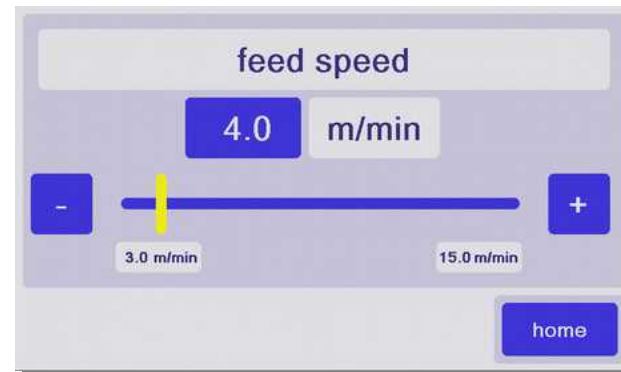 feed speed
4.0 m/min
- +
3.0 m/min 15.0 m/min
home